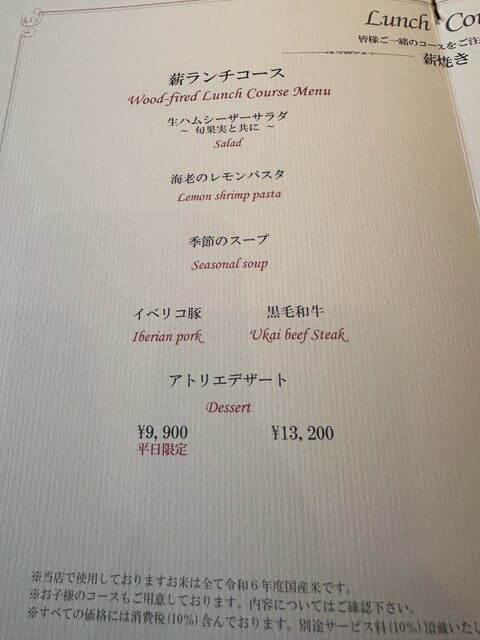 Lunch
皆様ご一緒のコースをご注
薪焼き
薪ランチコース
Wood-fired Lunch Course Menu
生ハムシーザーサラダ
～ 旬果実と共に ～
Salad
海老のレモンパスタ
Lemon shrimp pasta
季節のスープ
Seasonal soup
イベリコ豚 黒毛和牛
Iberian pork Ukai beef Steak
アトリエデザート
Dessert
¥9,900 ¥13,200
平日限定
※当店で使用しておりますお米は全て令和6年度国産米です。
※お子様のコースもご用意しております。内容についてはご確認下さい。
※すべての価格には消費税(10%)含んでおります。別途サービス料(10%)頂戴いたし